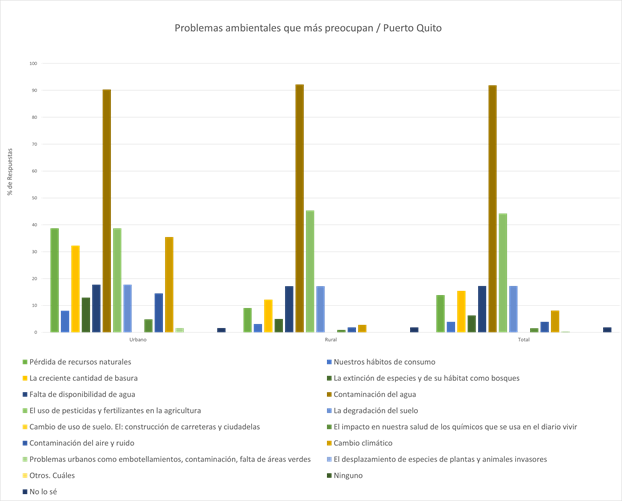 Problemas ambientales que más preocupan / Puerto Quito
100
90
80
70
60
50
40
30
20
10
0
% de Respuestas
Urbano Rural Total
Pérdida de recursos naturales Nuestros hábitos de consumo
La creciente cantidad de basura La extinción de especies y de su hábitat como bosques
Falta de disponibilidad de agua Contaminación del agua
El uso de pesticidas y fertilizantes en la agricultura La degradación del suelo
Cambio de uso de suelo. El: construcción de carreteras y ciudadelas El impacto en nuestra salud de los químicos que se usa en el diario vivir
Contaminación del aire y ruido Cambio climático
Problemas urbanos como embotellamientos, contaminación, falta de áreas verdes El desplazamiento de especies de plantas y animales invasores
Otros. Cuáles Ninguno
No lo sé